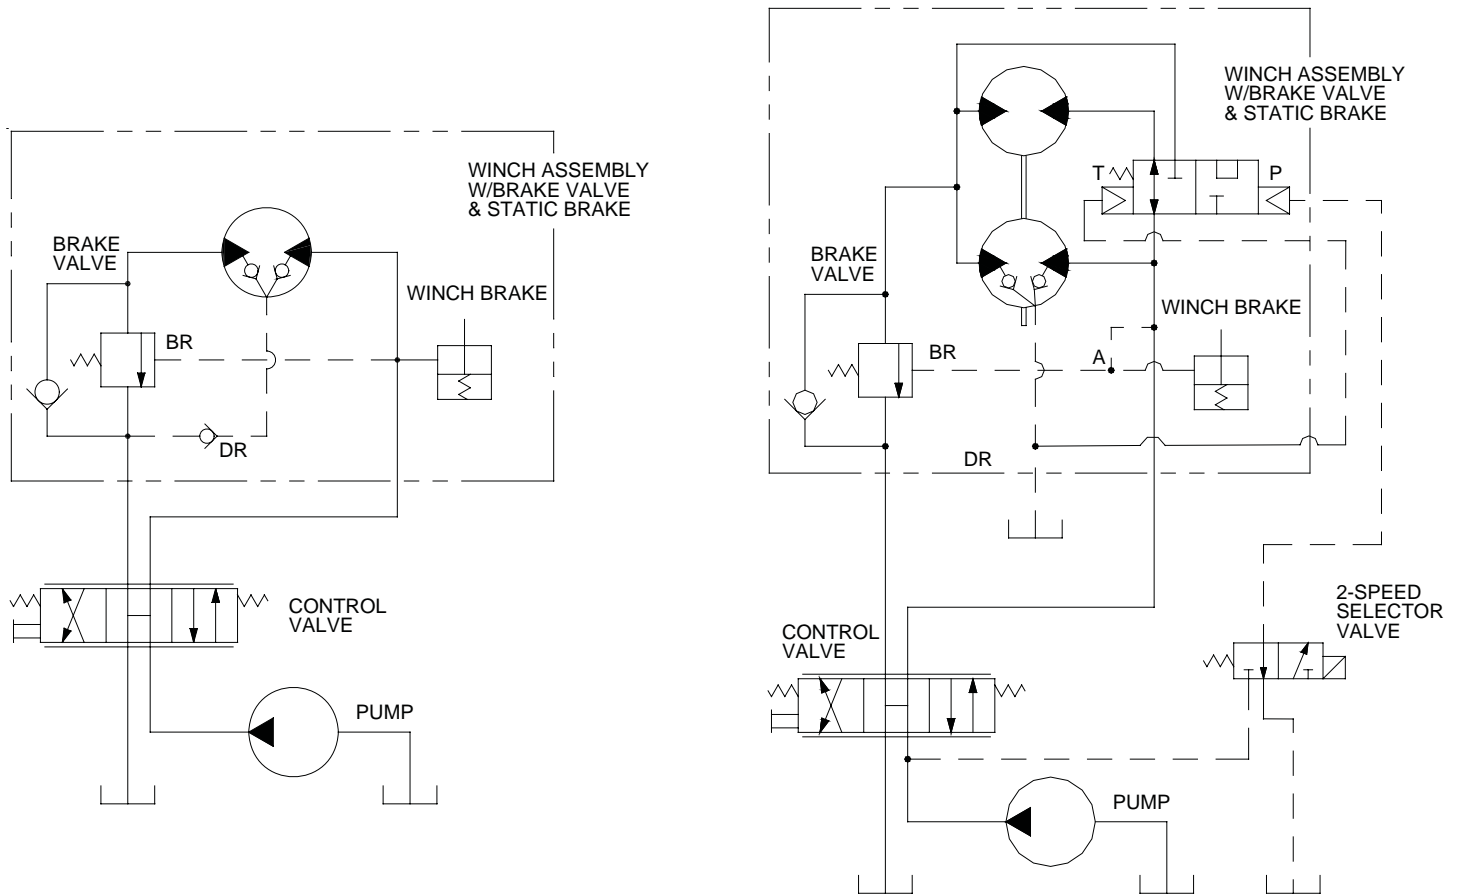 WINCH ASSEMBLY
W/BRAKE VALVE
& STATIC BRAKE
BRAKE
VALVE
WINCH BRAKE
BR
DR
CONTROL
VALVE
PUMP
WINCH ASSEMBLY
W/BRAKE VALVE
& STATIC BRAKE
T
P
BRAKE
VALVE
WINCH BRAKE
BR
A
DR
2-SPEED
SELECTOR
VALVE
CONTROL
VALVE
PUMP